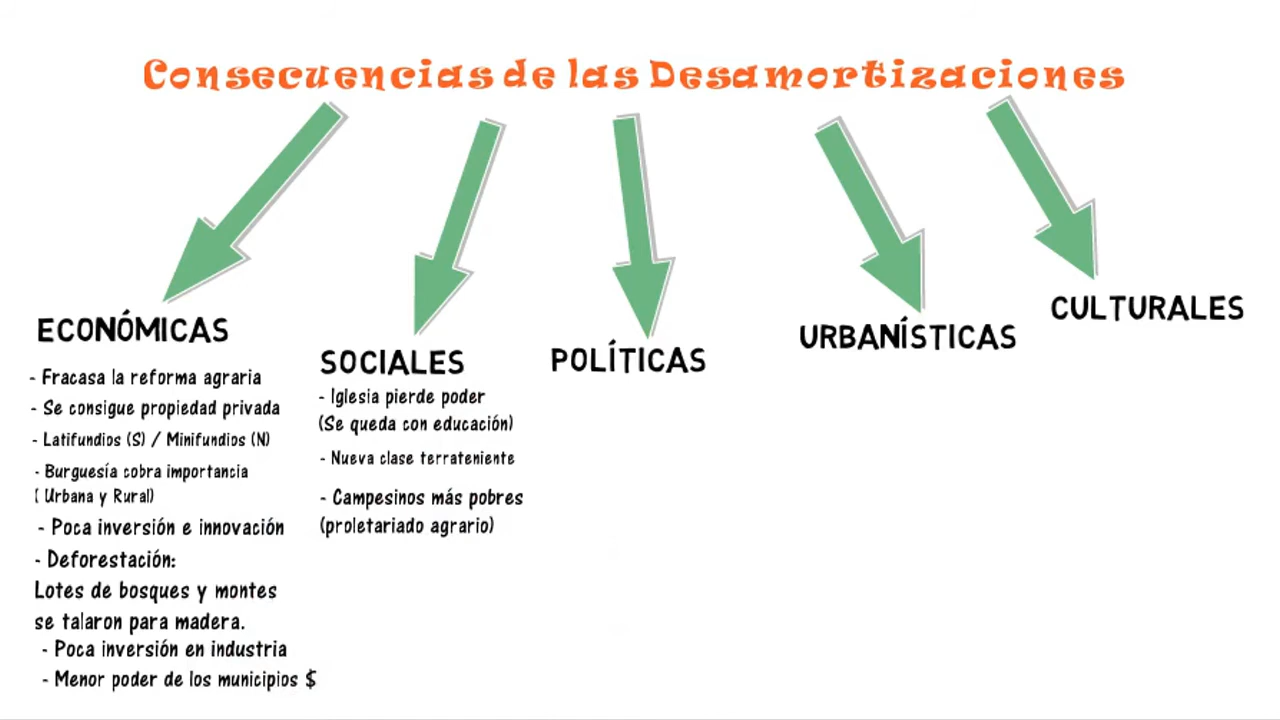 Consecuencias de las Desamortizaciones
ECONÓMICAS
- Fracasa la reforma agraria
- Se consigue propiedad privada
- Latifundios (S) / Minifundios (N)
- Burguesía cobra importancia
( Urbana y Rural)
- Poca inversión e innovación
- Deforestación:
Lotes de bosques y montes
se talaron para madera.
- Poca inversión en industria
- Menor poder de los municipios $
SOCIALES
- Iglesia pierde poder
(Se queda con educación)
- Nueva clase terrateniente
- Campesinos más pobres
(proletariado agrario)
POLÍTICAS
URBANÍSTICAS
CULTURALES